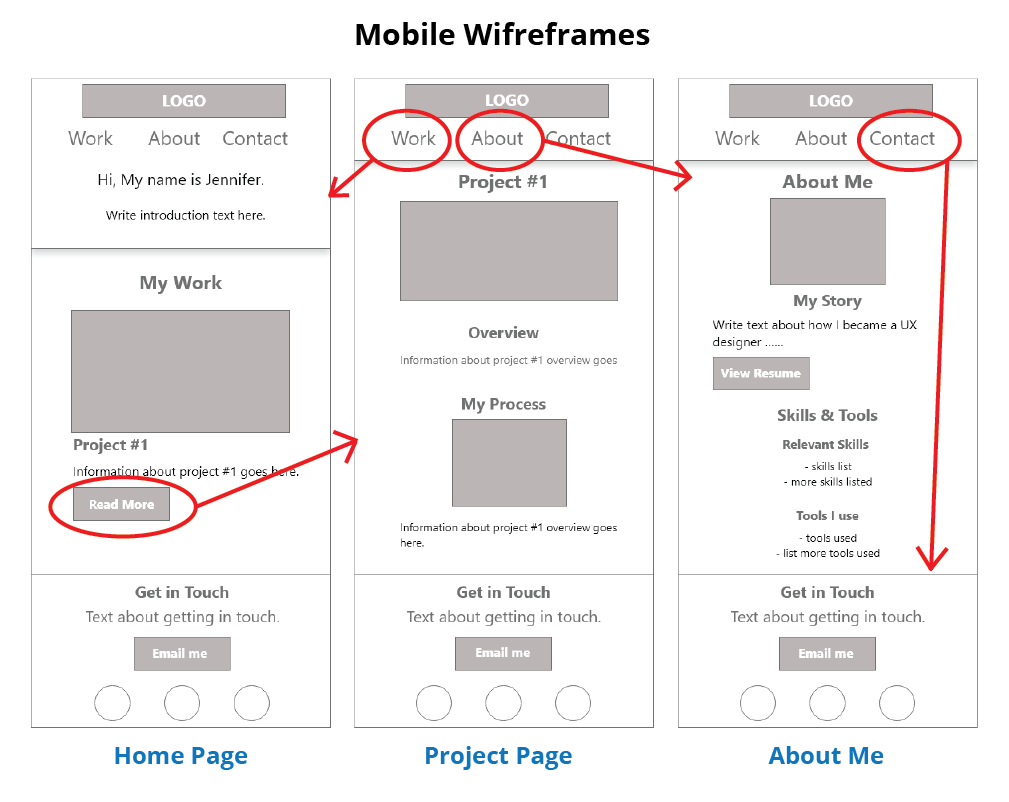 Mobile Wifreframes
LOGO
Work About Contact
Hi, My name is Jennifer.
Write introduction text here.
My Work
Project #1
Information about project #1 goes here.
Read More
Get in Touch
Text about getting in touch.
Email me
Home Page
LOGO
Work About Contact
Project #1
Overview
Information about project #1 overview goes
My Process
Information about project #1 overview goes
here.
Get in Touch
Text about getting in touch.
Email me
Project Page
LOGO
Work About Contact
About Me
My Story
Write text about how I became a UX
designer ......
View Resume
Skills & Tools
Relevant Skills
- skills list
- more skills listed
Tools I use
- tools used
- list more tools used
Get in Touch
Text about getting in touch.
Email me
About Me